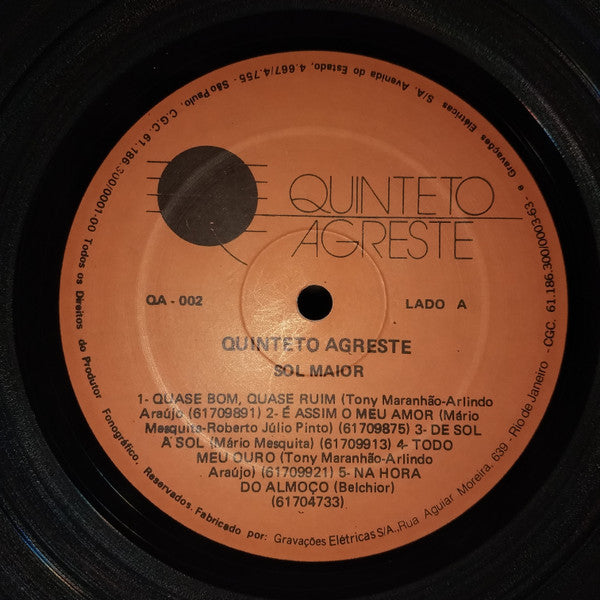 QUINTETO
AGRESTE
QA - 002
LADO A
QUINTETO AGRESTE
SOL MAIOR
1- QUASE BOM, QUASE RUIM (Tony Maranhão-Arlindo
Araújo) (61709891) 2- É ASSIM O MEU AMOR (Mário
Mesquita-Roberto Júlio Pinto) (61709875) 3- DE SOL
A SOL (Mário Mesquita) (61709913) 4- TODO
MEU OURO (Tony Maranhão-Arlindo
Araújo) (61709921) 5- NA HORA
DO ALMOÇO (Belchior)
(61704733)
Todos os Direitos do Produtor Fonográfico. Reservados. Fabricado por: Gravações Elétricas S/A., Rua Aguiar Moreira, 639 - Rio de Janeiro - CGC. 61.186.300/0003-63 - e Gravações Elétricas S/A. Avenida do Estado, 4.667/4.755 - São Paulo. C.G.C. 61.186.300/0001-00